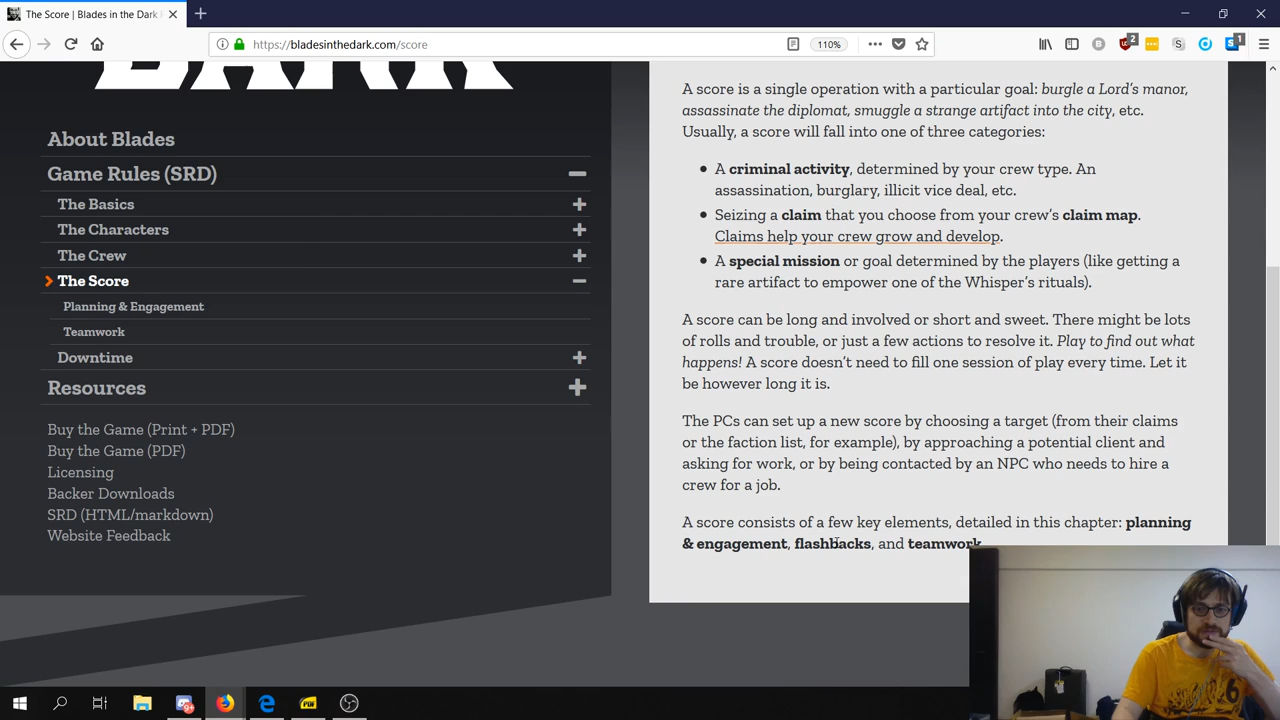 The Score | Blades in the Dark
https://bladesinthedark.com/score
110%
2
1
DARK
About Blades
Game Rules (SRD)
The Basics
The Characters
The Crew
The Score
Planning & Engagement
Teamwork
Downtime
Resources
Buy the Game (Print + PDF)
Buy the Game (PDF)
Licensing
Backer Downloads
SRD (HTML/markdown)
Website Feedback
A score is a single operation with a particular goal: burgle a Lord’s manor,
assassinate the diplomat, smuggle a strange artifact into the city, etc.
Usually, a score will fall into one of three categories:
A criminal activity, determined by your crew type. An
assassination, burglary, illicit vice deal, etc.
Seizing a claim that you choose from your crew’s claim map.
Claims help your crew grow and develop.
A special mission or goal determined by the players (like getting a
rare artifact to empower one of the Whisper’s rituals).
A score can be long and involved or short and sweet. There might be lots
of rolls and trouble, or just a few actions to resolve it. Play to find out what
happens! A score doesn’t need to fill one session of play every time. Let it
be however long it is.
The PCs can set up a new score by choosing a target (from their claims
or the faction list, for example), by approaching a potential client and
asking for work, or by being contacted by an NPC who needs to hire a
crew for a job.
A score consists of a few key elements, detailed in this chapter: planning
& engagement, flashbacks, and teamwork
PDF